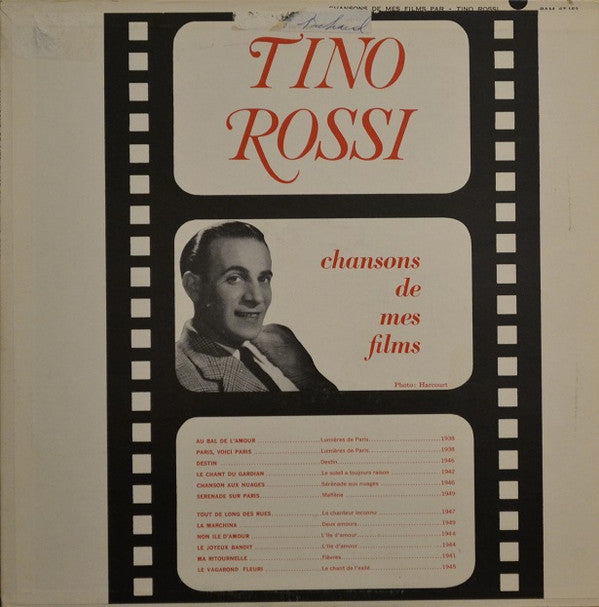 CHANSONS DE MES FILMS PAR - TINO ROSSI
TINO
ROSSI
chansons
de
mes
films
Photo: Harcourt
AU BAL DE L'AMOUR Lumières de Paris 1938
PARIS, VOICI PARIS Lumières de Paris 1938
DESTIN Destin 1946
LE CHANT DU GARDIAN Le soleil a toujours raison 1942
CHANSON AUX NUAGES Sérénade aux nuages 1946
SERENADE SUR PARIS Marlène 1949
TOUT DE LONG DES RUES Le chanteur inconnu 1947
LA MARCHINA Deux amours 1949
NON ILE D'AMOUR L'île d'amour 1944
LE JOYEUX BANDIT L'île d'amour 1944
MA RITOURNELLE Fièvres 1941
LE VAGABOND FLEURI Le chant de l'exilé 1945